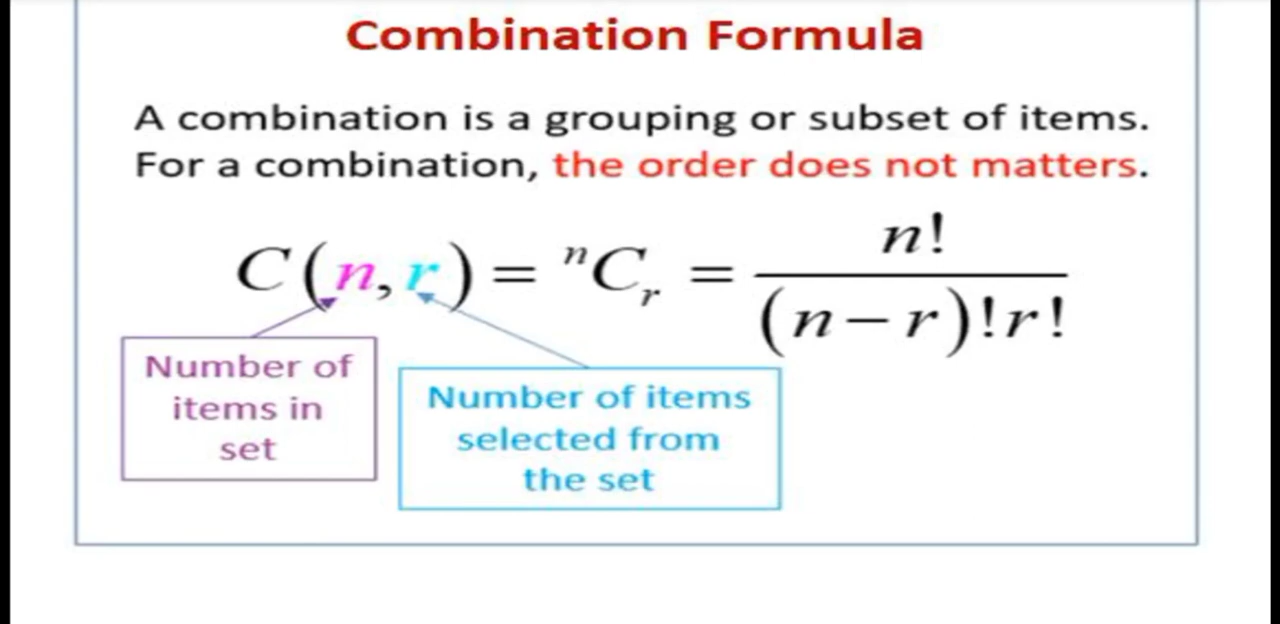 Combination Formula
A combination is a grouping or subset of items.
For a combination, the order does not matters.
C(n,r) = ⁿCᵣ = n! / (n−r)!r!
Number of
items in
set
Number of items
selected from
the set